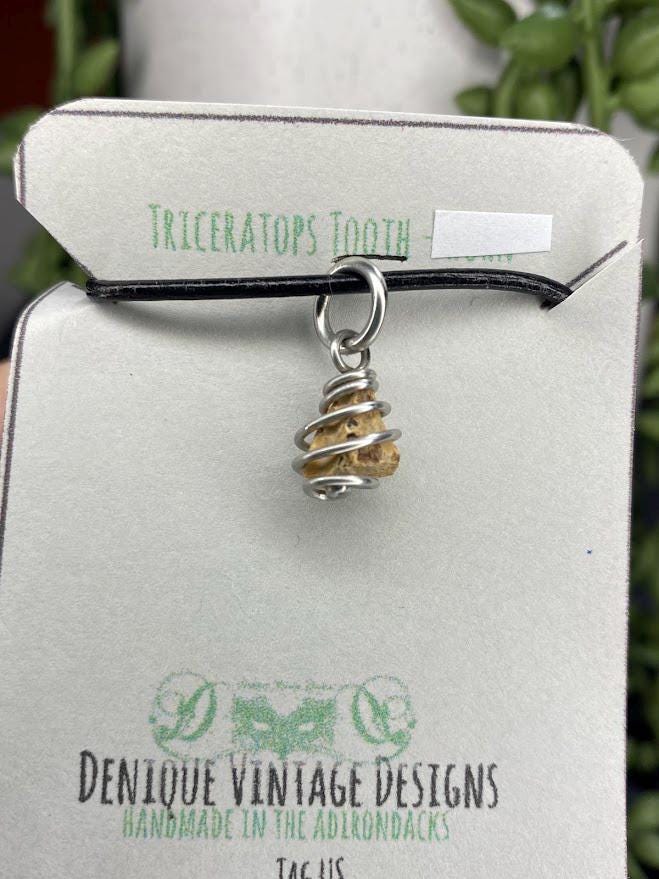 TRICERATOPS TOOTH -
DENIQUE VINTAGE DESIGNS
HANDMADE IN THE ADIRONDACKS
TAG US